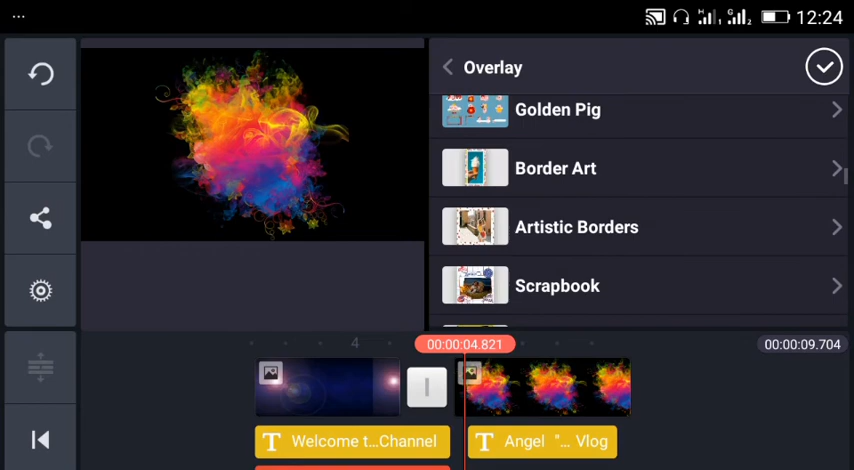 12:24
Overlay
Golden Pig
Border Art
Artistic Borders
Scrapbook
4
00:00:04.821
00:00:09.704
T Welcome t...Channel
T Angel "... Vlog